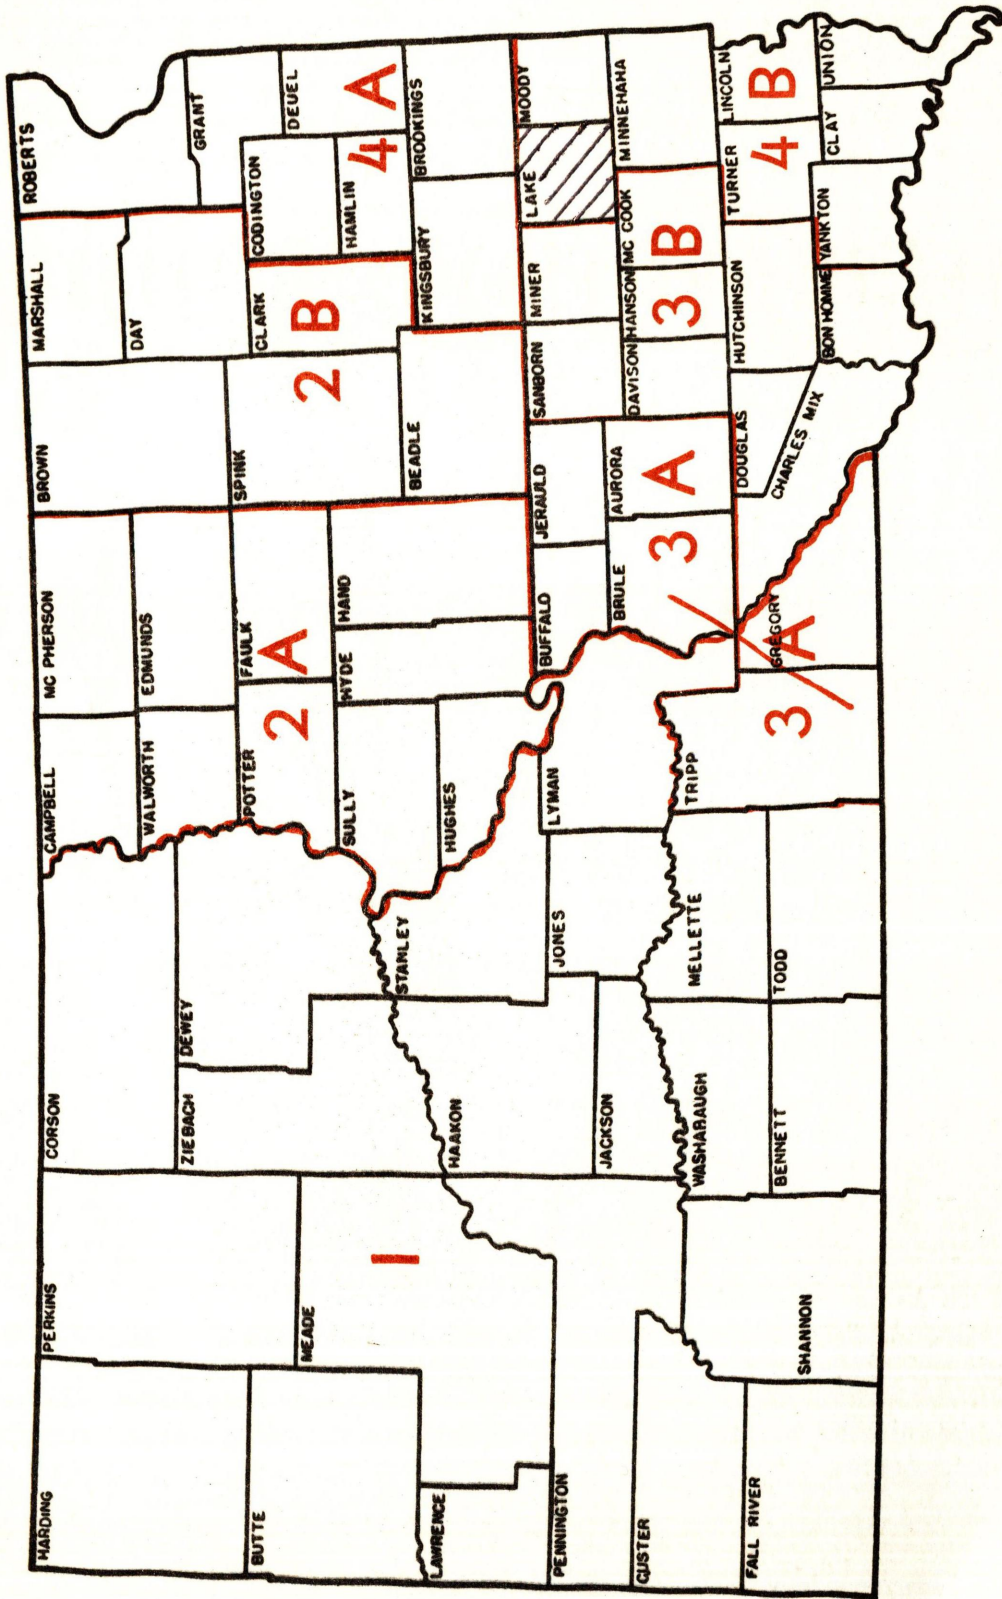 HARDING
PERKINS
CORSON
CAMPBELL
MC PHERSON
BROWN
MARSHALL
ROBERTS
WALWORTH
EDMUNDS
DAY
GRANT
BUTTE
ZIEBACH
DEWEY
POTTER
FAULK
SPINK
CLARK
CODINGTON
DEUEL
2 A
2 B
4 A
HAMLIN
MEADE
1
SULLY
HYDE
HAND
BEADLE
KINGSBURY
BROOKINGS
LAWRENCE
HAAKON
STANLEY
HUGHES
BUFFALO
JERAULD
SANBORN
MINER
LAKE
MOODY
PENNINGTON
JACKSON
JONES
LYMAN
BRULE
AURORA
DAVISON
HANSON
MC COOK
MINNEHAHA
3 A
3 B
CUSTER
WASHABAUGH
MELLETTE
TRIPP
GREGORY
DOUGLAS
HUTCHINSON
TURNER
LINCOLN
3 A
4 B
FALL RIVER
SHANNON
BENNETT
TODD
CHARLES MIX
BON HOMME
YANKTON
CLAY
UNION